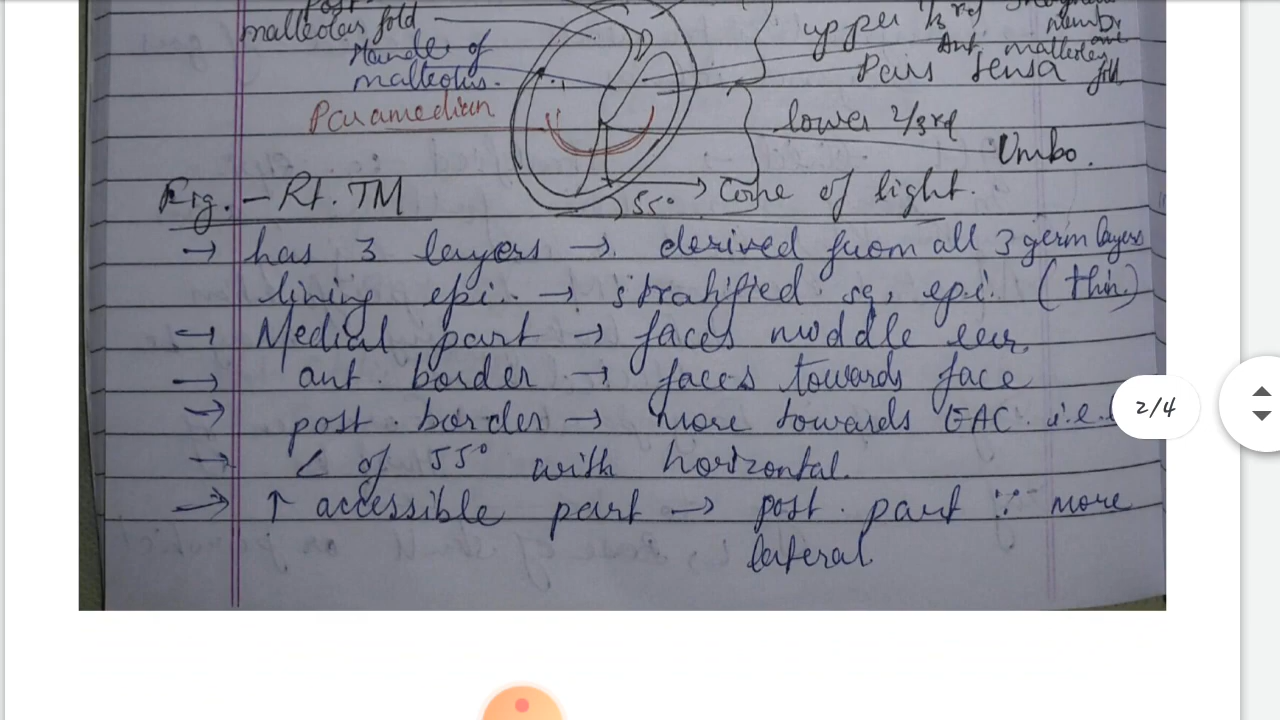 Post
malleolar fold
upper 1/3rd
membr
Handle of
malleolus.
Ant. malleolar
Pars tensa fold
Paramedian
lower 2/3rd
Umbo.
Fig. - Rt. TM
55° → Cone of light.
→ has 3 layers → derived from all 3 germ layers
lining epi. → stratified sq. epi. (thin)
→ Medial part → faces middle ear
→ ant. border → faces towards face
→ post. border → more towards EAC i.e.
2/4
→ ∠ of 55° with horizontal.
→ ↑ accessible part → post. part ∵ more
lateral